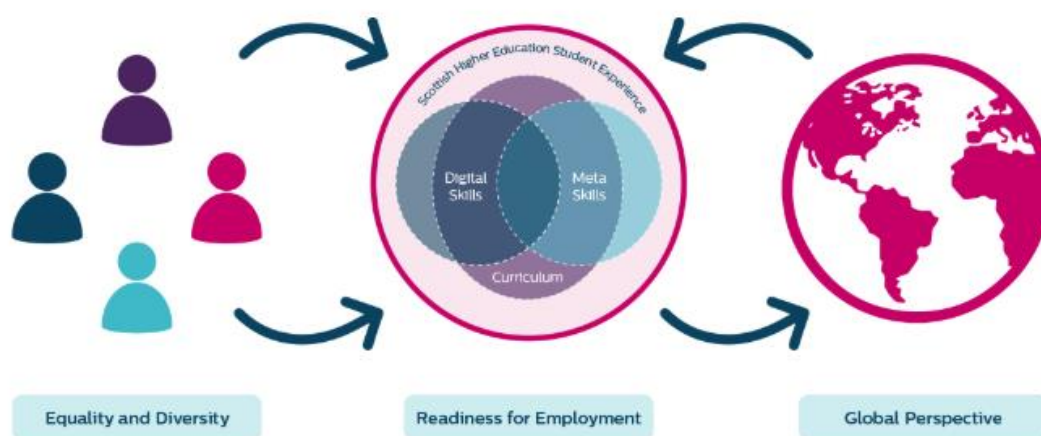 Scottish Higher Education Student Experience
Digital
Skills
Meta
Skills
Curriculum
Equality and Diversity
Readiness for Employment
Global Perspective